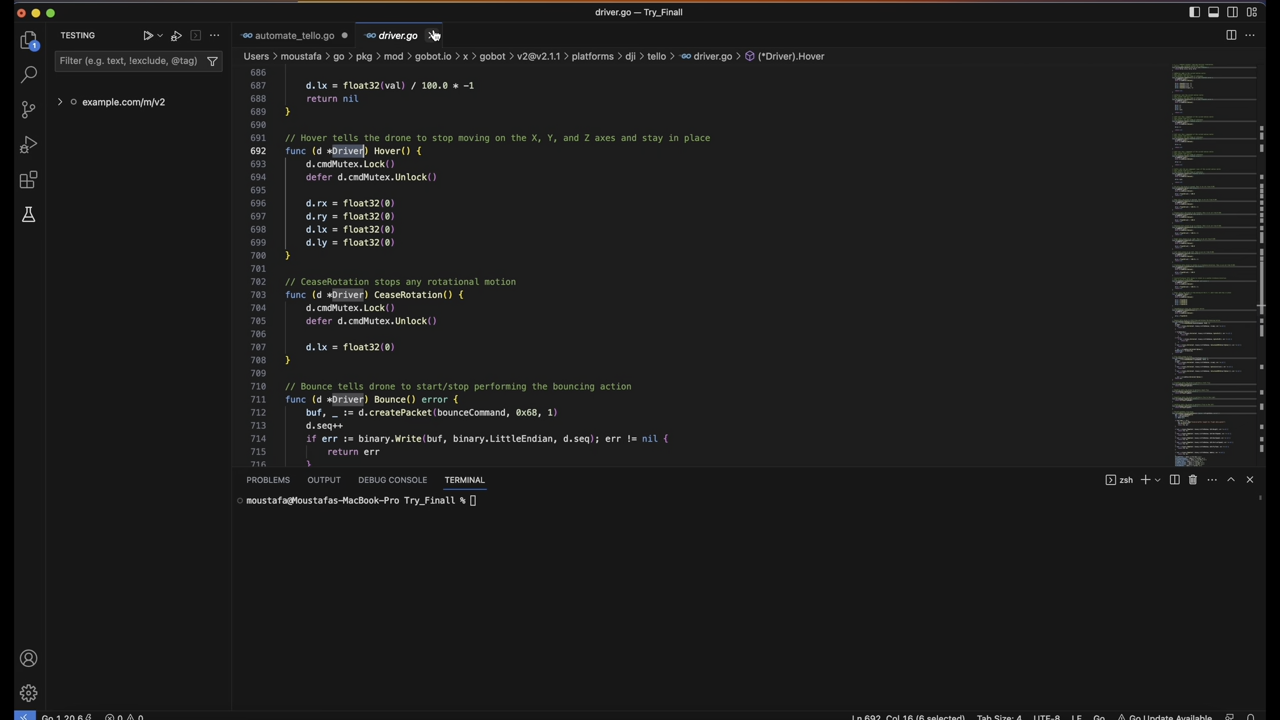 driver.go — Try_Finall
TESTING
automate_tello.go
driver.go
Users > moustafa > go > pkg > mod > gobot.io > x > gobot > v2@v2.1.1 > platforms > dji > tello > driver.go > (*Driver).Hover
Filter (e.g. text, !exclude, @tag)
example.com/m/v2
1
686
687 d.lx = float32(val) / 100.0 * -1
688 return nil
689 }
690
691 // Hover tells the drone to stop moving on the X, Y, and Z axes and stay in place
692 func (d *Driver) Hover() {
693 d.cmdMutex.Lock()
694 defer d.cmdMutex.Unlock()
695
696 d.rx = float32(0)
697 d.ry = float32(0)
698 d.lx = float32(0)
699 d.ly = float32(0)
700 }
701
702 // CeaseRotation stops any rotational motion
703 func (d *Driver) CeaseRotation() {
704 d.cmdMutex.Lock()
705 defer d.cmdMutex.Unlock()
706
707 d.lx = float32(0)
708 }
709
710 // Bounce tells drone to start/stop performing the bouncing action
711 func (d *Driver) Bounce() error {
712 buf, _ := d.createPacket(bounceCommand, 0x68, 1)
713 d.seq++
714 if err := binary.Write(buf, binary.LittleEndian, d.seq); err != nil {
715 return err
716 }
PROBLEMS OUTPUT DEBUG CONSOLE TERMINAL
zsh
moustafa@Moustafas-MacBook-Pro Try_Finall %
Go 1.20.6 0 0
Ln 692, Col 16 (6 selected) Tab Size: 4 UTF-8 LF Go Go Update Available